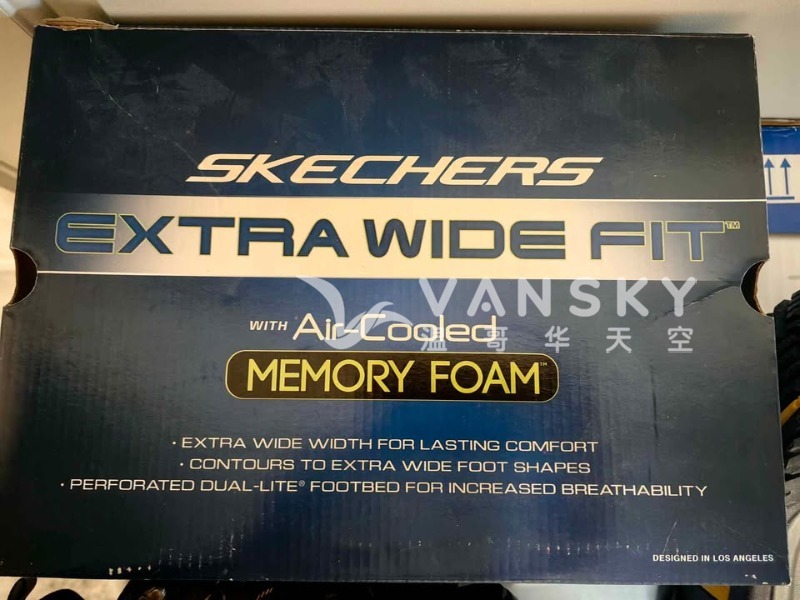 SKECHERS
EXTRA WIDE FIT™
VANSKY
WITH Air-Cooled
温哥华天空
MEMORY FOAM™
· EXTRA WIDE WIDTH FOR LASTING COMFORT
· CONTOURS TO EXTRA WIDE FOOT SHAPES
· PERFORATED DUAL-LITE® FOOTBED FOR INCREASED BREATHABILITY
DESIGNED IN LOS ANGELES